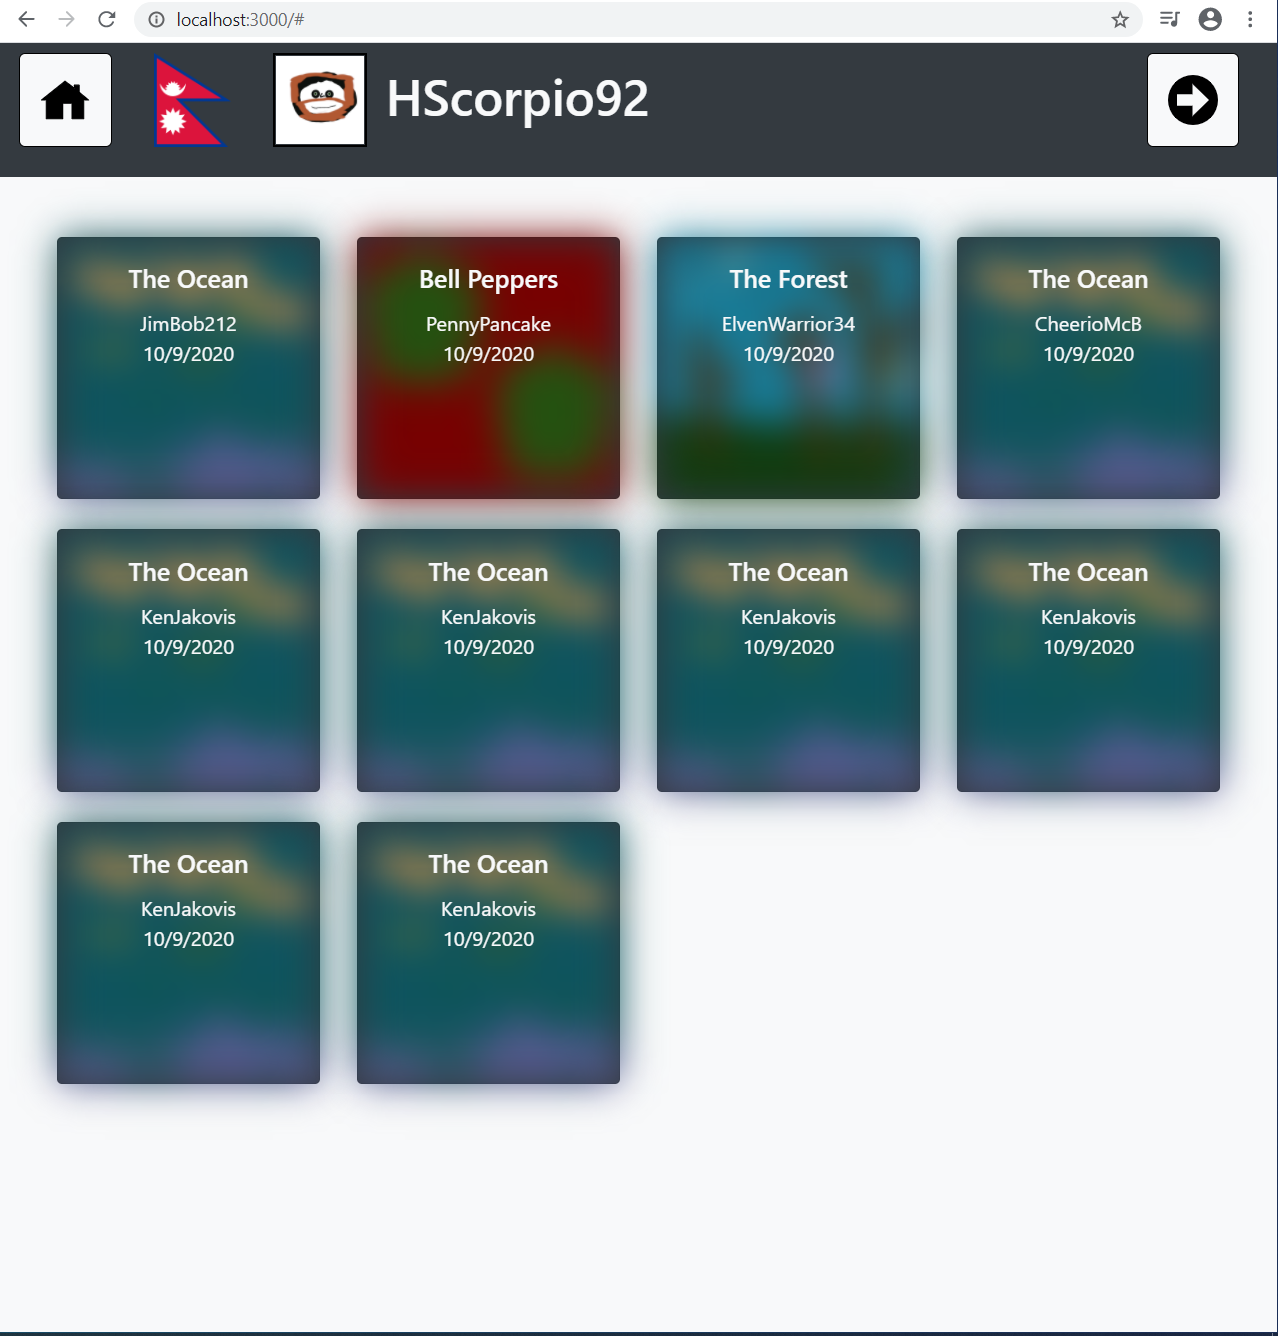 localhost:3000/#
HScorpio92
The Ocean
JimBob212
10/9/2020
Bell Peppers
PennyPancake
10/9/2020
The Forest
ElvenWarrior34
10/9/2020
The Ocean
CheerioMcB
10/9/2020
The Ocean
KenJakovis
10/9/2020
The Ocean
KenJakovis
10/9/2020
The Ocean
KenJakovis
10/9/2020
The Ocean
KenJakovis
10/9/2020
The Ocean
KenJakovis
10/9/2020
The Ocean
KenJakovis
10/9/2020